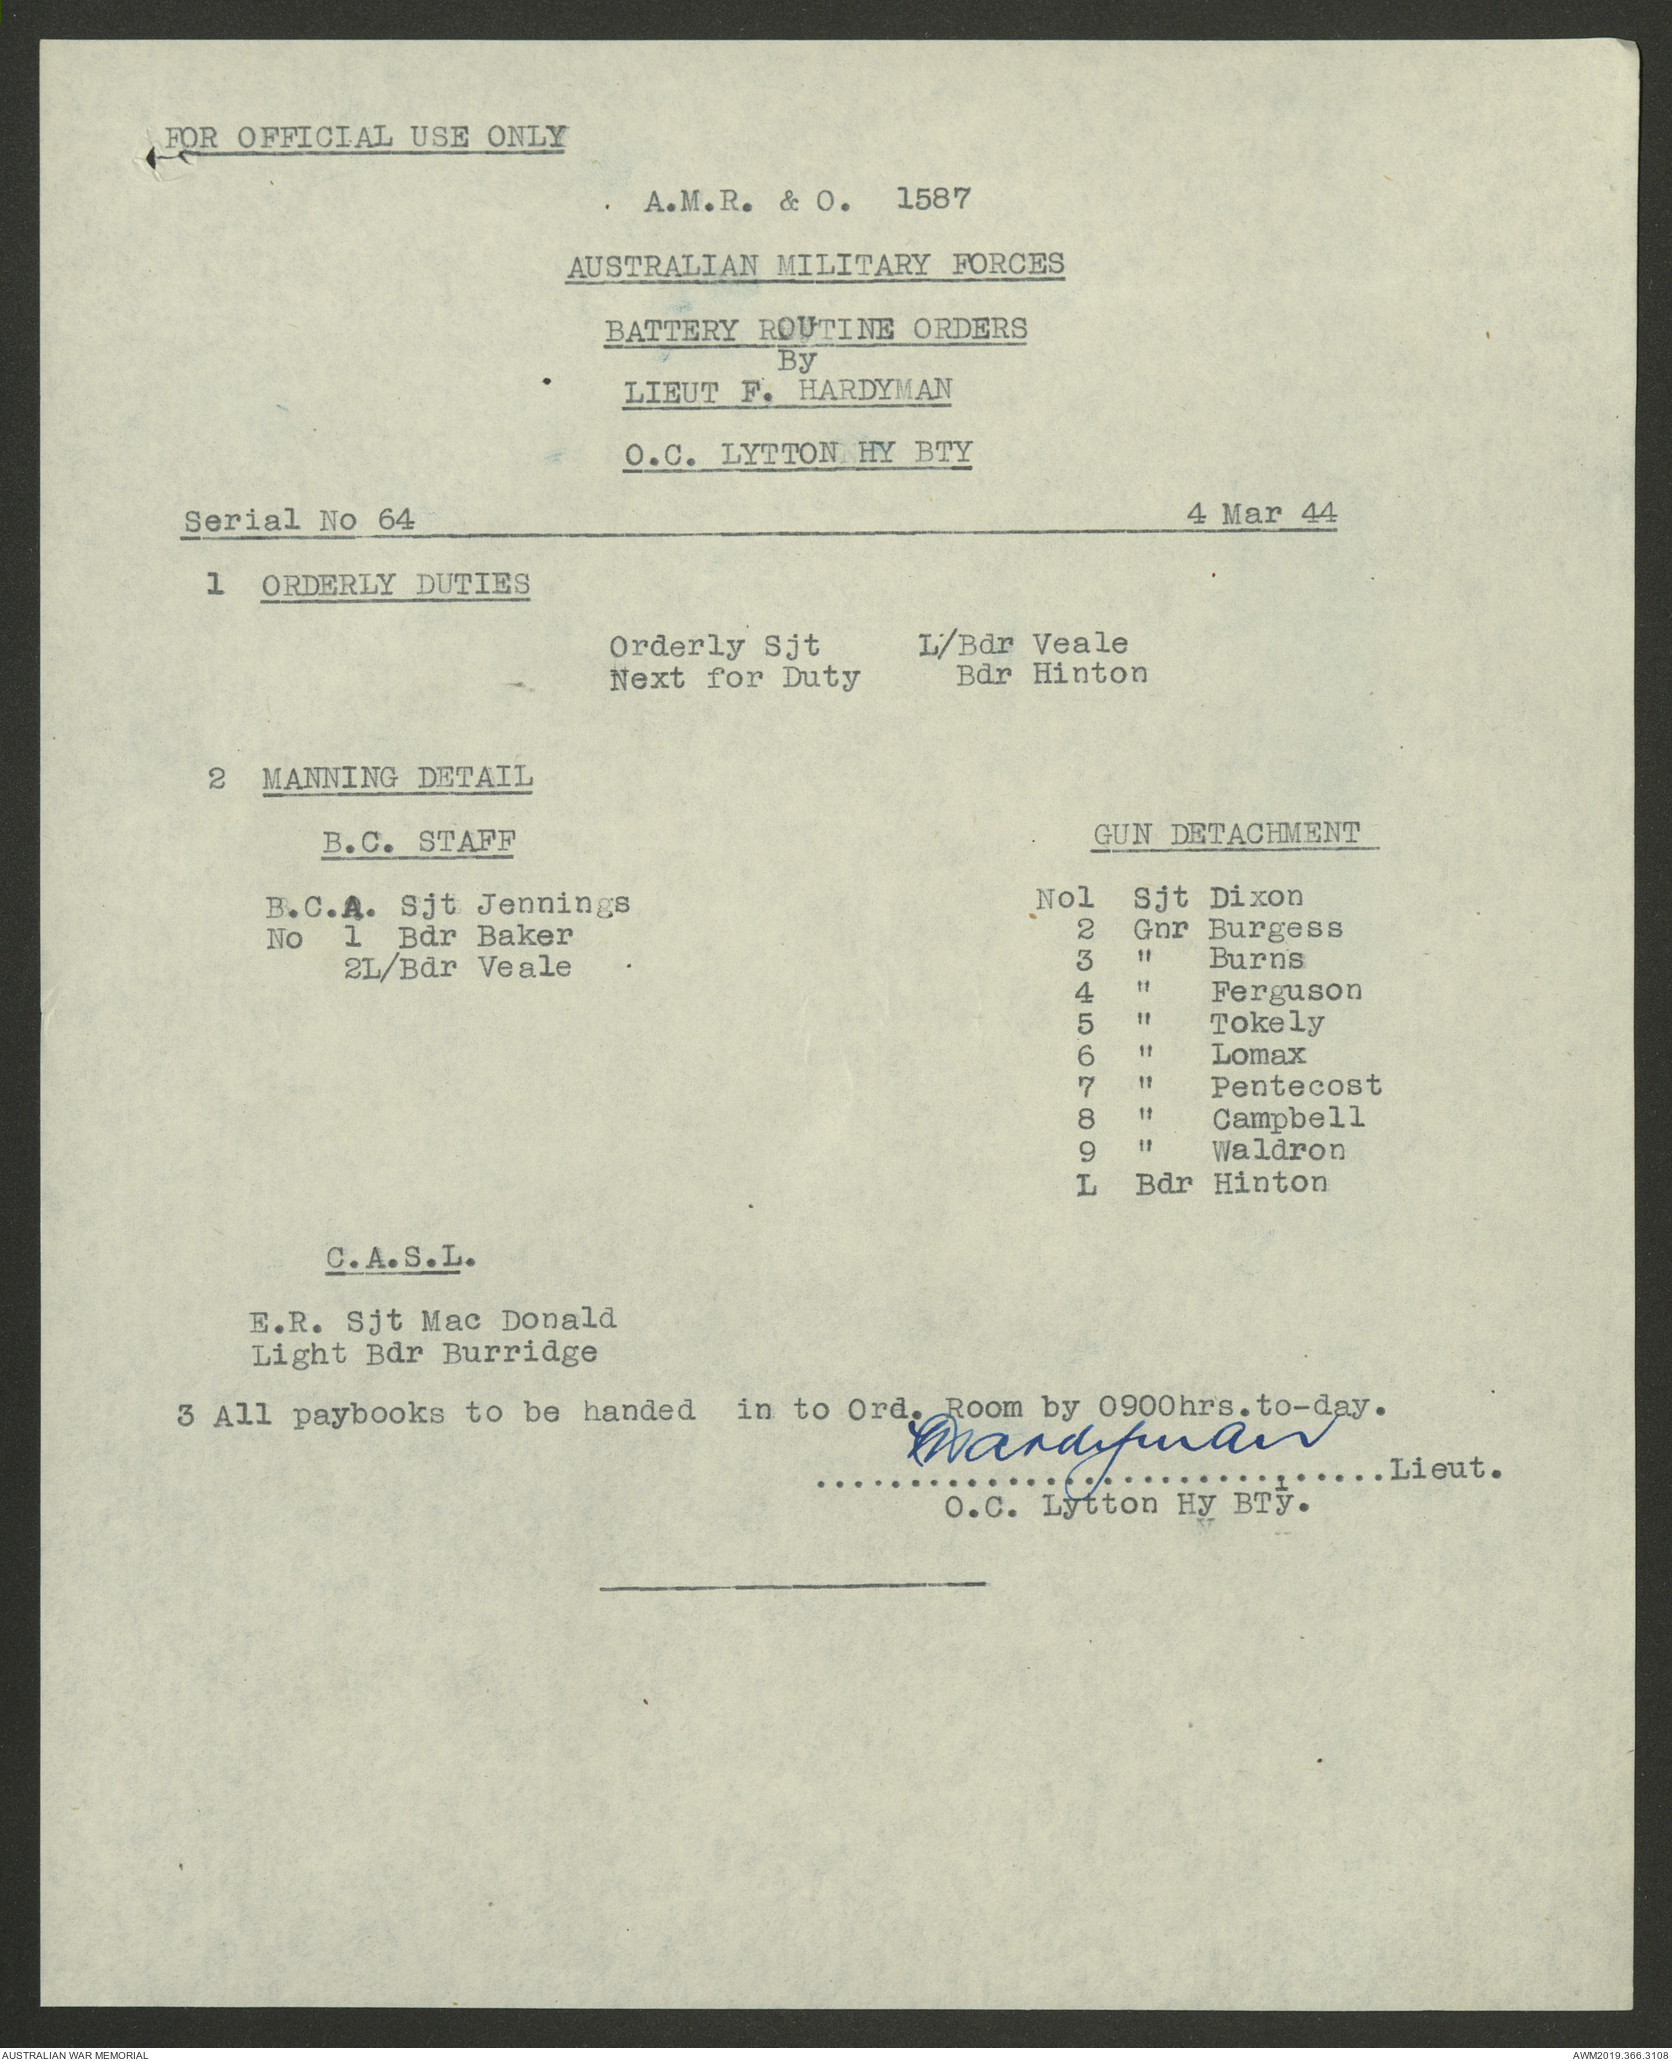 FOR OFFICIAL USE ONLY
A.M.R. & O. 1587
AUSTRALIAN MILITARY FORCES
BATTERY ROUTINE ORDERS
By
LIEUT F. HARDYMAN
O.C. LYTTON HY BTY
Serial No 64 4 Mar 44
1 ORDERLY DUTIES
Orderly Sjt L/Bdr Veale
Next for Duty Bdr Hinton
2 MANNING DETAIL
B.C. STAFF
B.C.A. Sjt Jennings
No 1 Bdr Baker
2L/Bdr Veale
GUN DETACHMENT
No1 Sjt Dixon
2 Gnr Burgess
3 " Burns
4 " Ferguson
5 " Tokely
6 " Lomax
7 " Pentecost
8 " Campbell
9 " Waldron
L Bdr Hinton
C.A.S.L.
E.R. Sjt Mac Donald
Light Bdr Burridge
3 All paybooks to be handed in to Ord. Room by 0900hrs.to-day.
Hardyman
...............................Lieut.
O.C. Lytton Hy BTy.
AUSTRALIAN WAR MEMORIAL AWM2019.366.3108